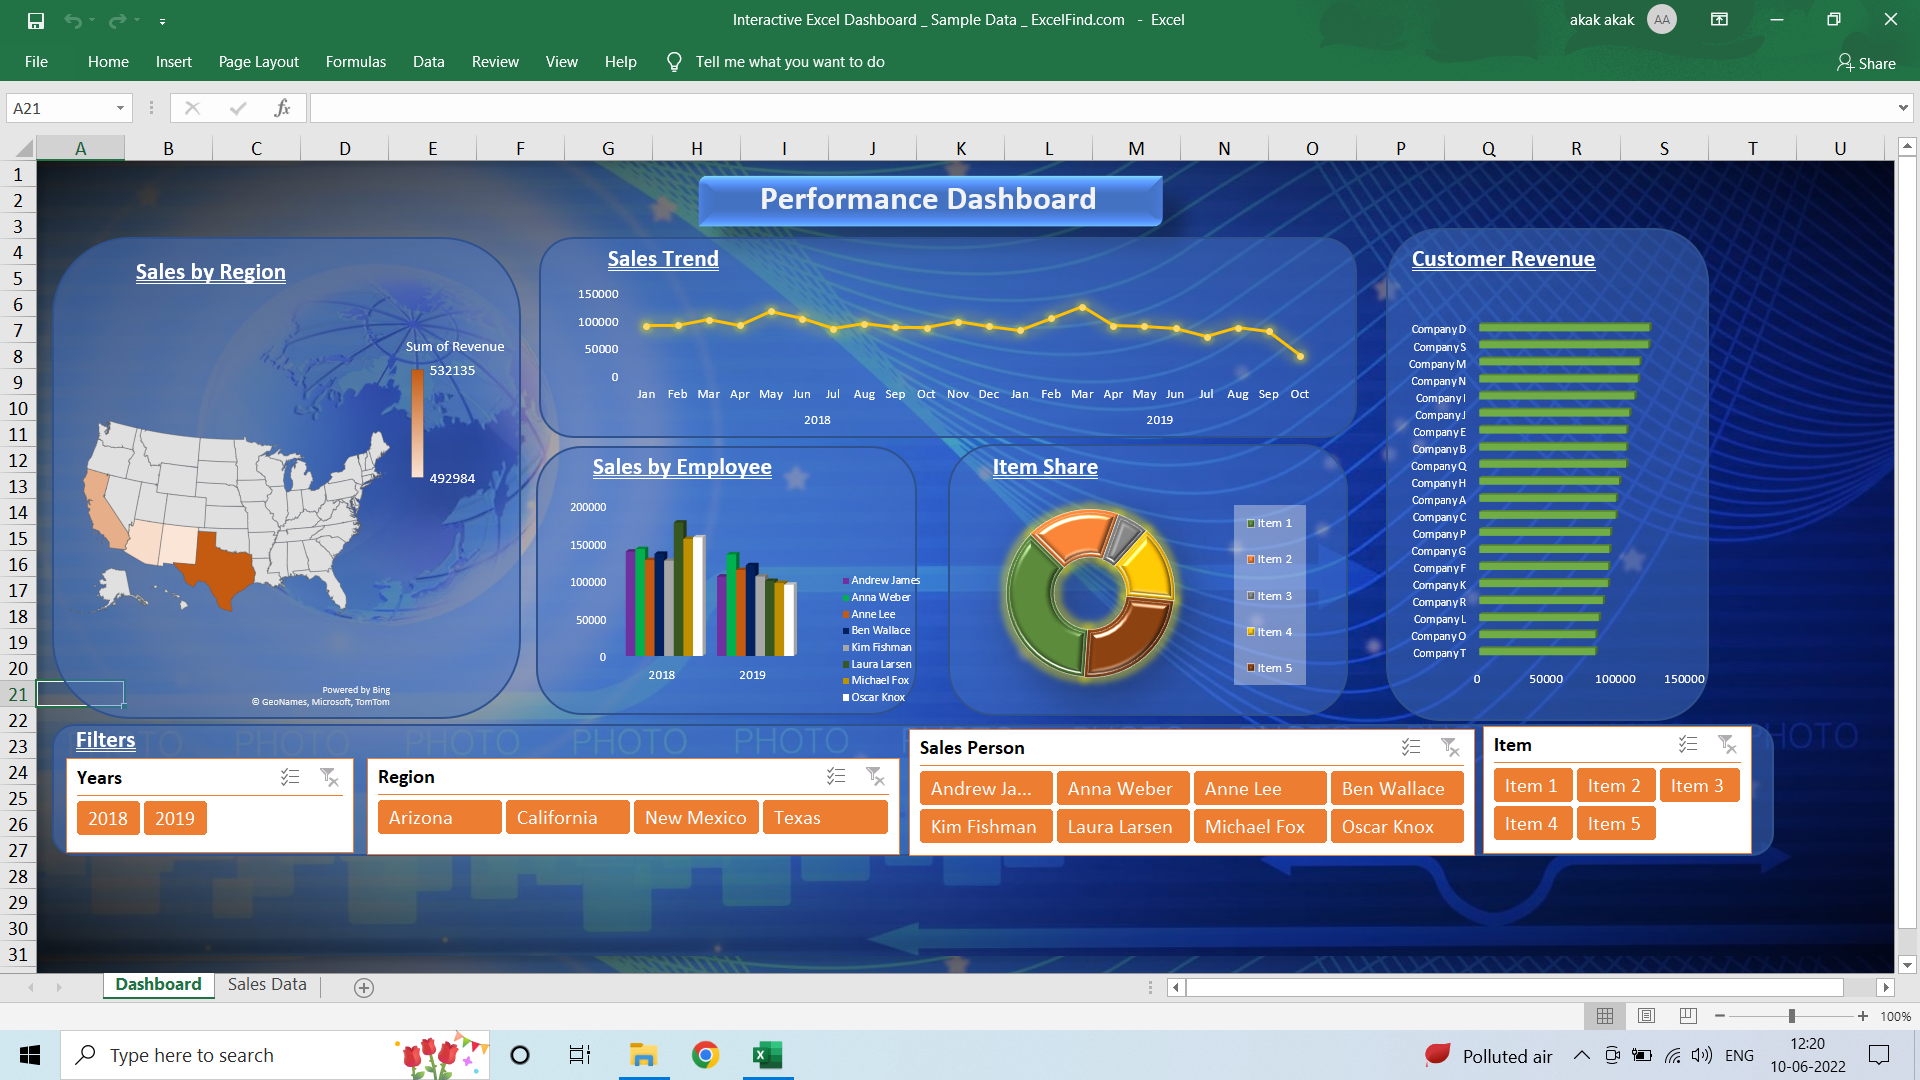 Interactive Excel Dashboard _ Sample Data _ ExcelFind.com - Excel
akak akak
AA
File Home Insert Page Layout Formulas Data Review View Help Tell me what you want to do
Share
A21
fx
A B C D E F G H I J K L M N O P Q R S T U
1
2
3
4
5
6
7
8
9
10
11
12
13
14
15
16
17
18
19
20
21
22
23
24
25
26
27
28
29
30
31
Performance Dashboard
Sales by Region
Sum of Revenue
532135
492984
Powered by Bing
© GeoNames, Microsoft, TomTom
Sales Trend
150000
100000
50000
0
Jan Feb Mar Apr May Jun Jul Aug Sep Oct Nov Dec Jan Feb Mar Apr May Jun Jul Aug Sep Oct
2018 2019
Sales by Employee
200000
150000
100000
50000
0
2018 2019
Andrew James
Anna Weber
Anne Lee
Ben Wallace
Kim Fishman
Laura Larsen
Michael Fox
Oscar Knox
Item Share
Item 1
Item 2
Item 3
Item 4
Item 5
Customer Revenue
Company D
Company S
Company M
Company N
Company I
Company J
Company E
Company B
Company Q
Company H
Company A
Company C
Company P
Company G
Company F
Company K
Company R
Company L
Company O
Company T
0 50000 100000 150000
PHOTO PHOTO PHOTO PHOTO PHOTO
Filters
Years
2018 2019
Region
Arizona California New Mexico Texas
Sales Person
Andrew Ja... Anna Weber Anne Lee Ben Wallace
Kim Fishman Laura Larsen Michael Fox Oscar Knox
Item
Item 1 Item 2 Item 3
Item 4 Item 5
Dashboard Sales Data
100%
Type here to search
Polluted air
ENG
12:20
10-06-2022